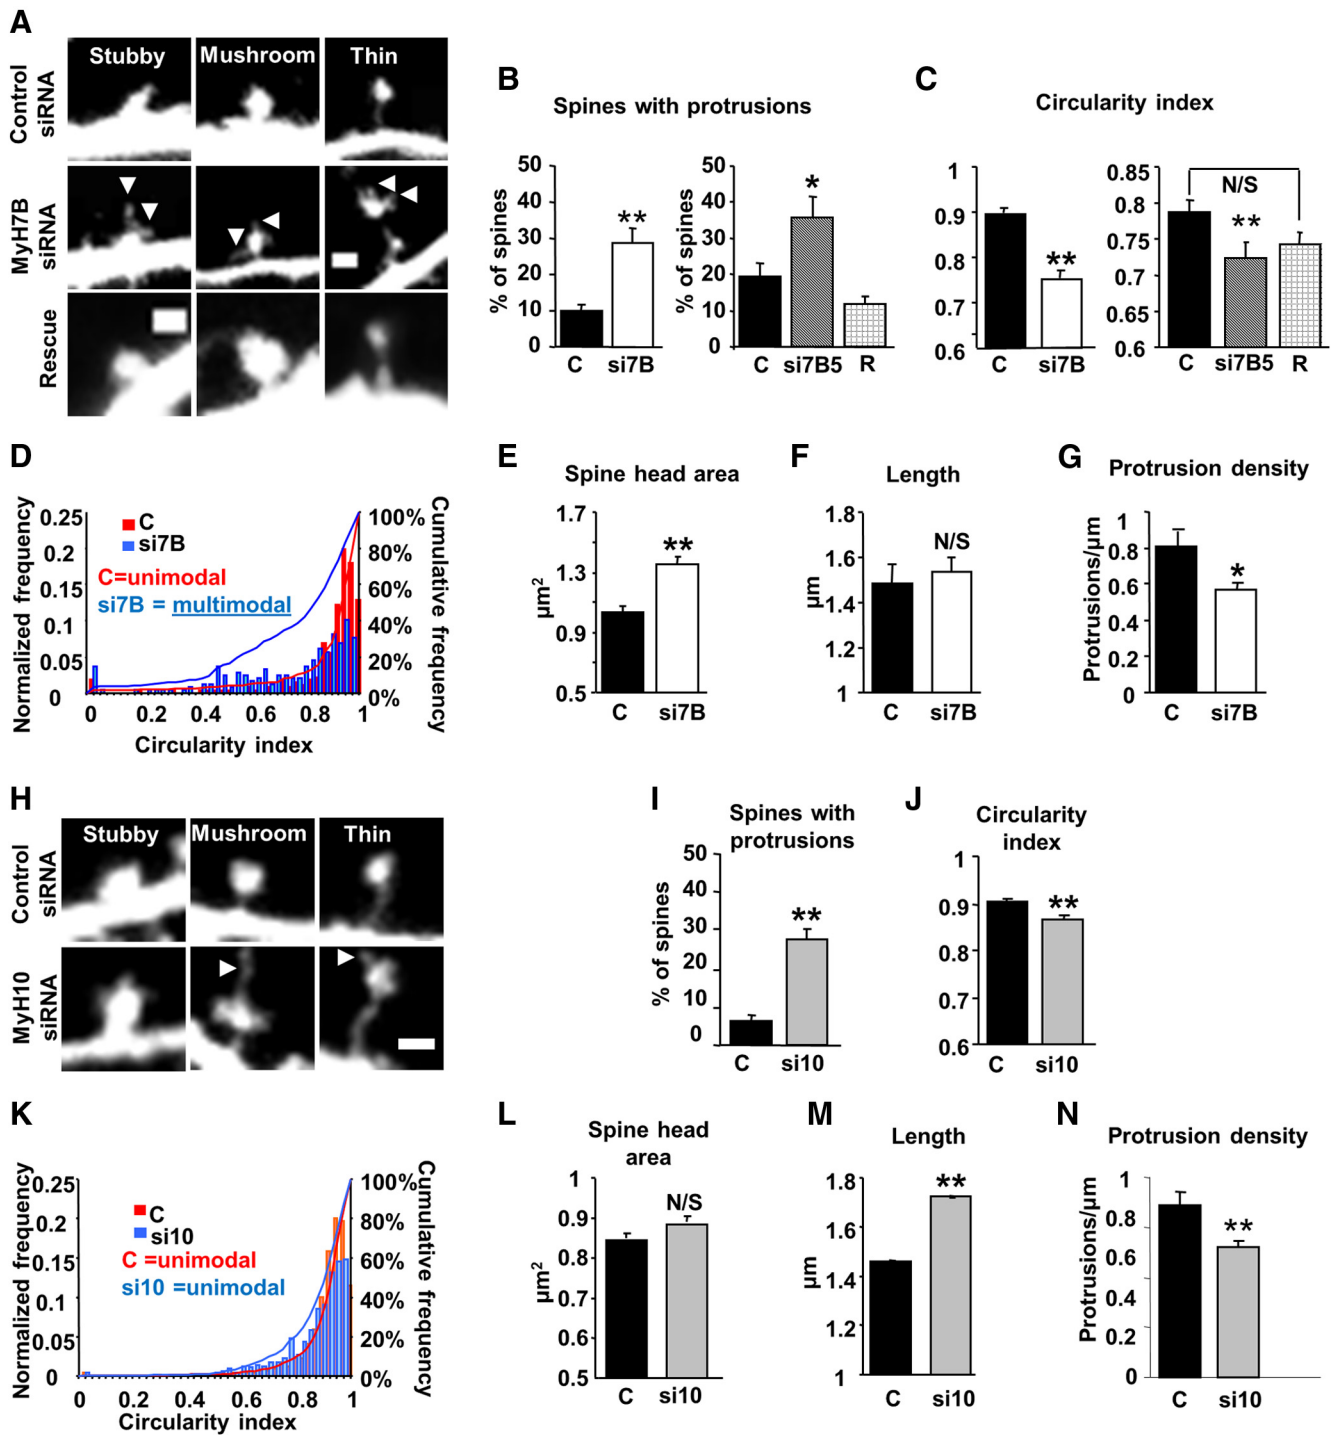 A
Stubby
Mushroom
Thin
Control
siRNA
MyH7B
siRNA
Rescue
B
Spines with protrusions
% of spines
50
40
30
20
10
0
**
C
si7B
% of spines
50
40
30
20
10
0
*
C
si7B5
R
C
Circularity index
1
0.9
0.8
0.7
0.6
**
C
si7B
0.85
0.8
0.75
0.7
0.65
0.6
N/S
**
C
si7B5
R
D
Normalized frequency
0.25
0.2
0.15
0.1
0.05
0
C
si7B
C=unimodal
si7B = multimodal
100%
80%
60%
40%
20%
0%
Cumulative frequency
0
0.2
0.4
0.6
0.8
1
Circularity index
E
Spine head area
µm²
1.7
1.3
0.9
0.5
**
C
si7B
F
Length
µm
1.8
1.6
1.4
1.2
1
N/S
C
si7B
G
Protrusion density
Protrusions/µm
1
0.8
0.6
0.4
0.2
0
*
C
si7B
H
Stubby
Mushroom
Thin
Control
siRNA
MyH10
siRNA
I
Spines with
protrusions
% of spines
50
40
30
20
10
0
**
C
si10
J
Circularity
index
1
0.9
0.8
0.7
0.6
**
C
si10
K
Normalized frequency
0.25
0.2
0.15
0.1
0.05
0
C
si10
C =unimodal
si10 =unimodal
100%
80%
60%
40%
20%
0%
Cumulative frequency
0
0.2
0.4
0.6
0.8
1
Circularity index
L
Spine head
area
µm²
1
0.9
0.8
0.7
0.6
0.5
N/S
C
si10
M
Length
µm
1.8
1.6
1.4
1.2
1
**
C
si10
N
Protrusion density
Protrusions/µm
1
0.8
0.6
0.4
0.2
0
**
C
si10